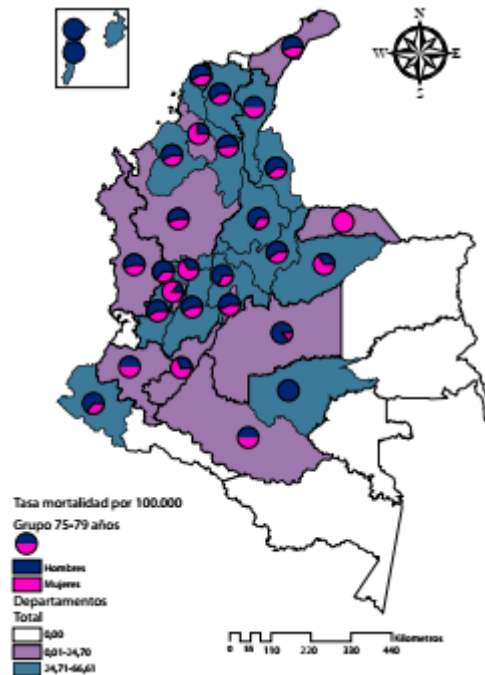 N
W E
S
Tasa mortalidad por 100.000
Grupo 75-79 años
Hombres
Mujeres
Departamentos
Total
0,00
0,01-24,70
24,71-66,61
Kilometros
0 55 110 220 330 440